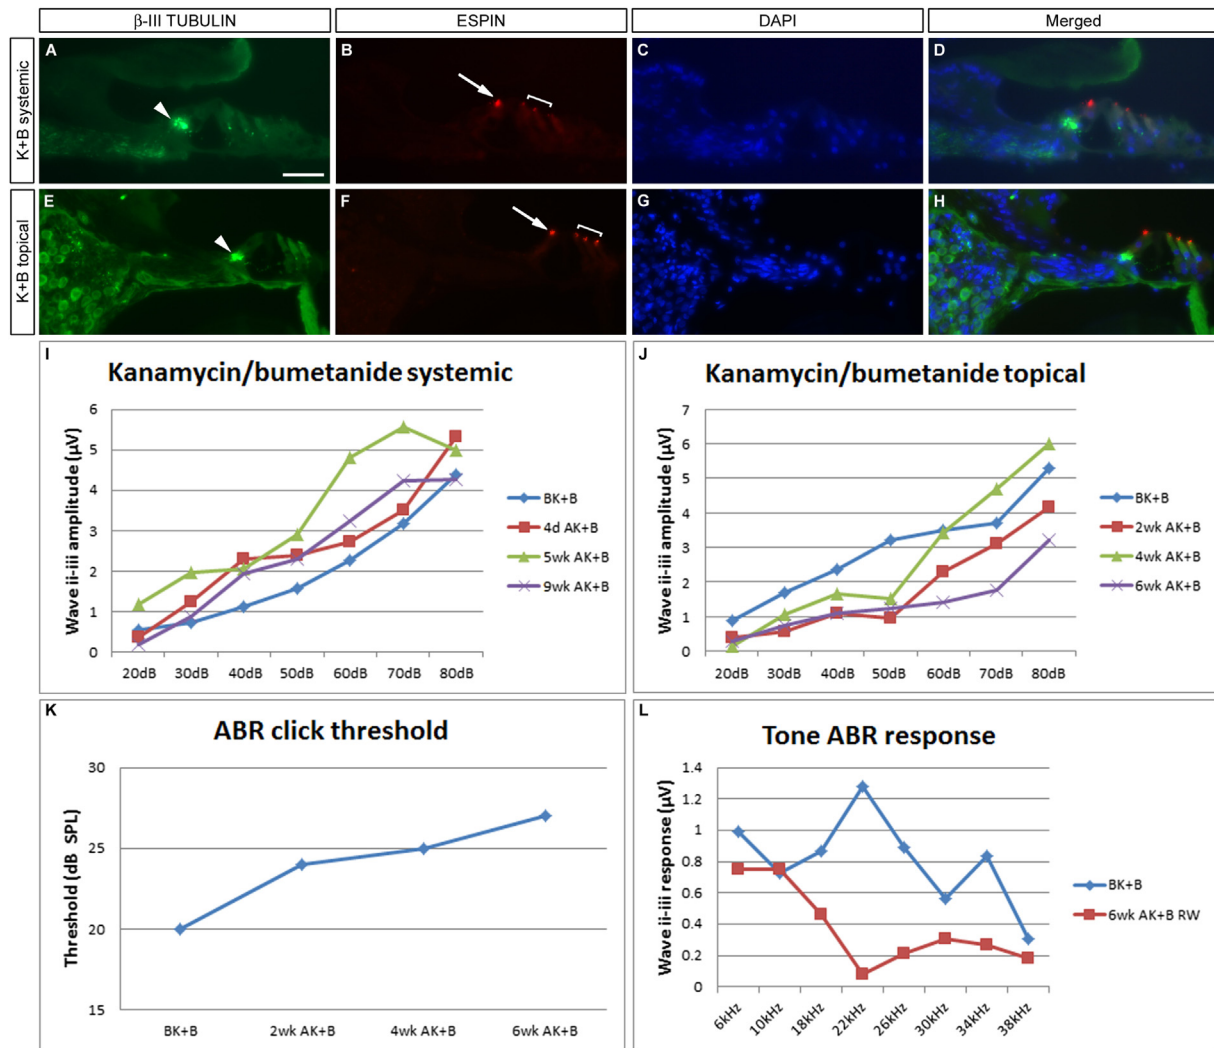 β-III TUBULIN
ESPIN
DAPI
Merged
K+B systemic
A
B
C
D
K+B topical
E
F
G
H
I
Kanamycin/bumetanide systemic
Wave ii-iii amplitude (µV)
6
5
4
3
2
1
0
20dB 30dB 40dB 50dB 60dB 70dB 80dB
BK+B
4d AK+B
5wk AK+B
9wk AK+B
J
Kanamycin/bumetanide topical
Wave ii-iii amplitude (µV)
7
6
5
4
3
2
1
0
20dB 30dB 40dB 50dB 60dB 70dB 80dB
BK+B
2wk AK+B
4wk AK+B
6wk AK+B
K
ABR click threshold
Threshold (dB SPL)
30
25
20
15
BK+B 2wk AK+B 4wk AK+B 6wk AK+B
L
Tone ABR response
Wave ii-iii response (µV)
1.4
1.2
1
0.8
0.6
0.4
0.2
0
6kHz 10kHz 18kHz 22kHz 26kHz 30kHz 34kHz 38kHz
BK+B
6wk AK+B RW